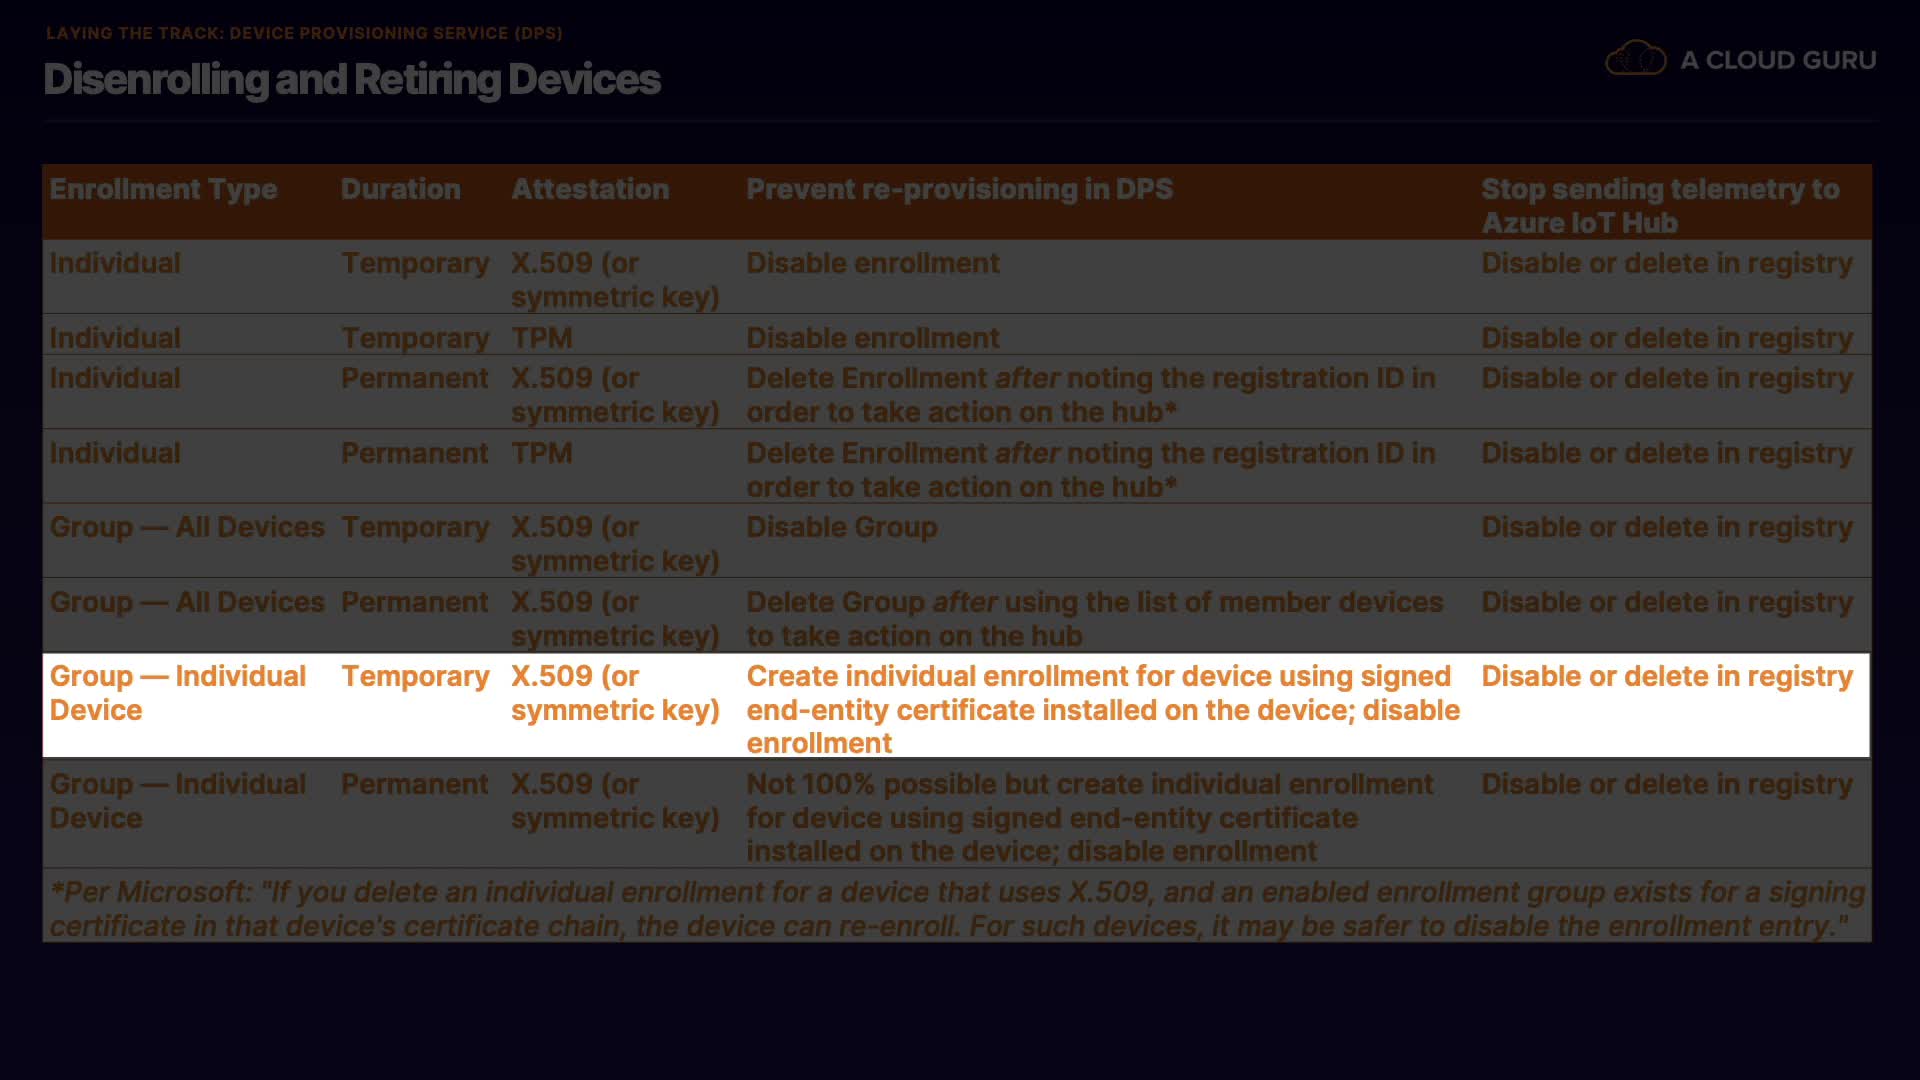 LAYING THE TRACK: DEVICE PROVISIONING SERVICE (DPS)
Disenrolling and Retiring Devices
A CLOUD GURU
Enrollment Type Duration Attestation Prevent re-provisioning in DPS Stop sending telemetry to
Azure IoT Hub
Individual Temporary X.509 (or Disable enrollment Disable or delete in registry
symmetric key)
Individual Temporary TPM Disable enrollment Disable or delete in registry
Individual Permanent X.509 (or Delete Enrollment after noting the registration ID in Disable or delete in registry
symmetric key) order to take action on the hub*
Individual Permanent TPM Delete Enrollment after noting the registration ID in Disable or delete in registry
order to take action on the hub*
Group — All Devices Temporary X.509 (or Disable Group Disable or delete in registry
symmetric key)
Group — All Devices Permanent X.509 (or Delete Group after using the list of member devices Disable or delete in registry
symmetric key) to take action on the hub
Group — Individual Temporary X.509 (or Create individual enrollment for device using signed Disable or delete in registry
Device symmetric key) end-entity certificate installed on the device; disable
enrollment
Group — Individual Permanent X.509 (or Not 100% possible but create individual enrollment Disable or delete in registry
Device symmetric key) for device using signed end-entity certificate
installed on the device; disable enrollment
*Per Microsoft: "If you delete an individual enrollment for a device that uses X.509, and an enabled enrollment group exists for a signing
certificate in that device's certificate chain, the device can re-enroll. For such devices, it may be safer to disable the enrollment entry."